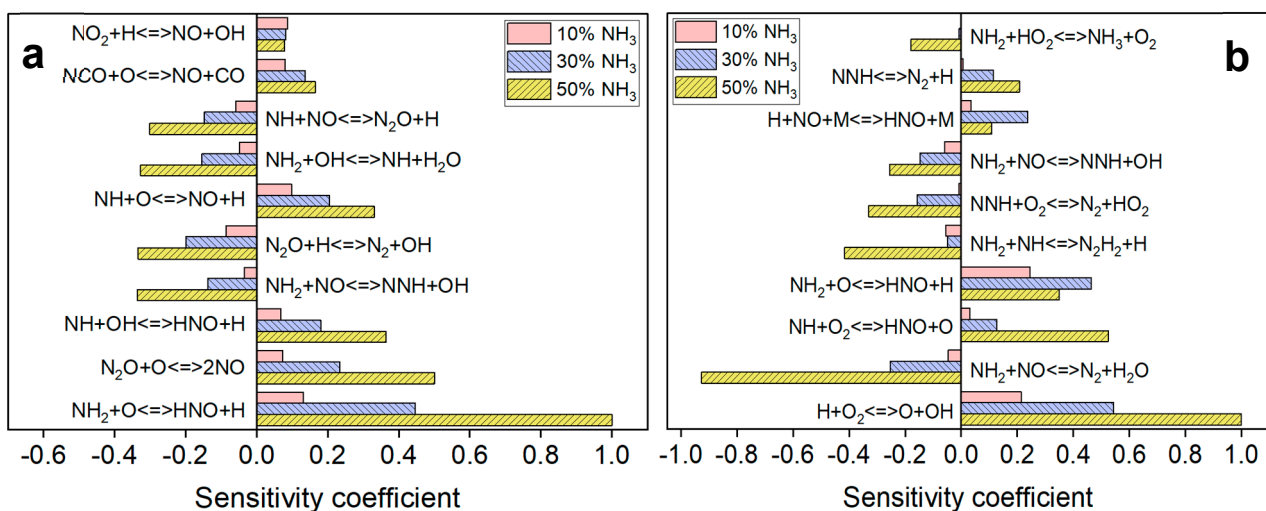 a
10% NH₃
30% NH₃
50% NH₃
NO₂+H<=>NO+OH
NCO+O<=>NO+CO
NH+NO<=>N₂O+H
NH₂+OH<=>NH+H₂O
NH+O<=>NO+H
N₂O+H<=>N₂+OH
NH₂+NO<=>NNH+OH
NH+OH<=>HNO+H
N₂O+O<=>2NO
NH₂+O<=>HNO+H
-0.6 -0.4 -0.2 0.0 0.2 0.4 0.6 0.8 1.0
Sensitivity coefficient
b
10% NH₃
30% NH₃
50% NH₃
NH₂+HO₂<=>NH₃+O₂
NNH<=>N₂+H
H+NO+M<=>HNO+M
NH₂+NO<=>NNH+OH
NNH+O₂<=>N₂+HO₂
NH₂+NH<=>N₂H₂+H
NH₂+O<=>HNO+H
NH+O₂<=>HNO+O
NH₂+NO<=>N₂+H₂O
H+O₂<=>O+OH
-1.0 -0.8 -0.6 -0.4 -0.2 0.0 0.2 0.4 0.6 0.8 1.0
Sensitivity coefficient